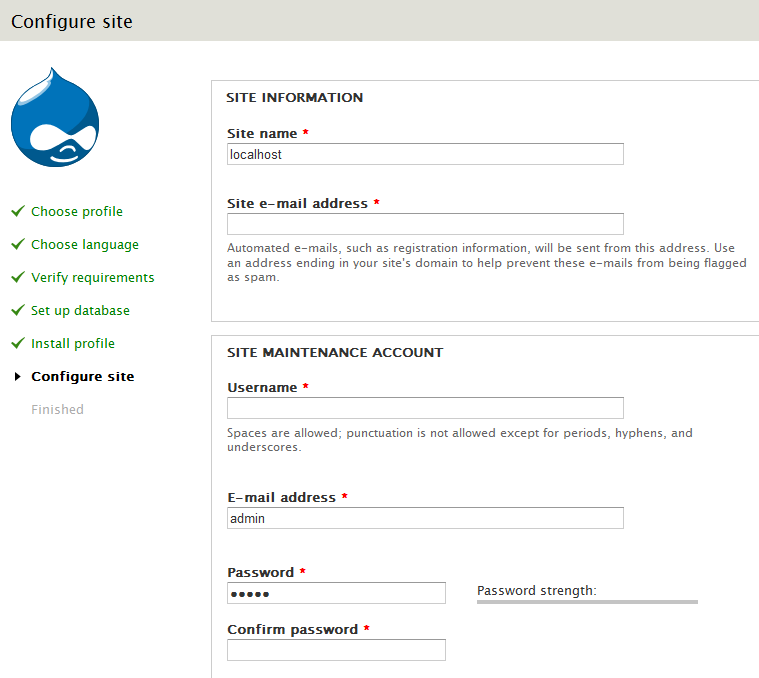 Configure site
Choose profile
Choose language
Verify requirements
Set up database
Install profile
Configure site
Finished
SITE INFORMATION
Site name *
localhost
Site e-mail address *
Automated e-mails, such as registration information, will be sent from this address. Use
an address ending in your site's domain to help prevent these e-mails from being flagged
as spam.
SITE MAINTENANCE ACCOUNT
Username *
Spaces are allowed; punctuation is not allowed except for periods, hyphens, and
underscores.
E-mail address *
admin
Password *
•••••
Password strength:
Confirm password *